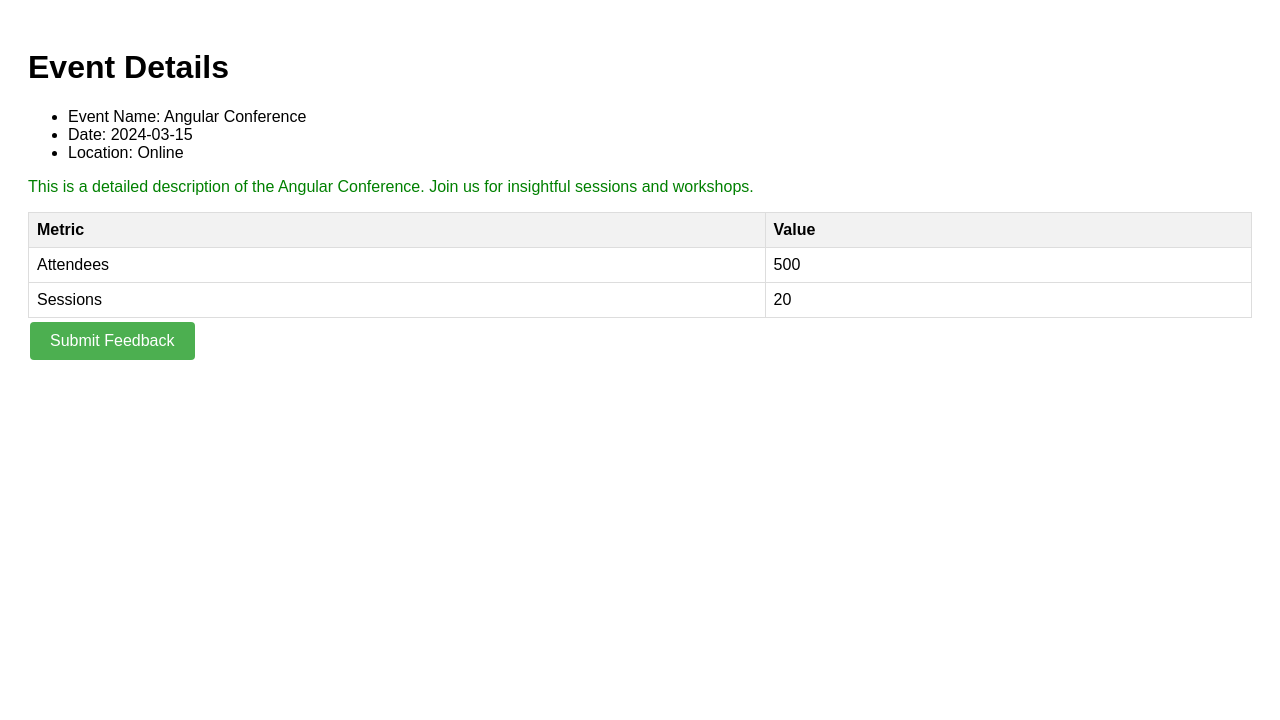 Event Details
Event Name: Angular Conference
Date: 2024-03-15
Location: Online
This is a detailed description of the Angular Conference. Join us for insightful sessions and workshops.
Metric Value
Attendees 500
Sessions 20
Submit Feedback